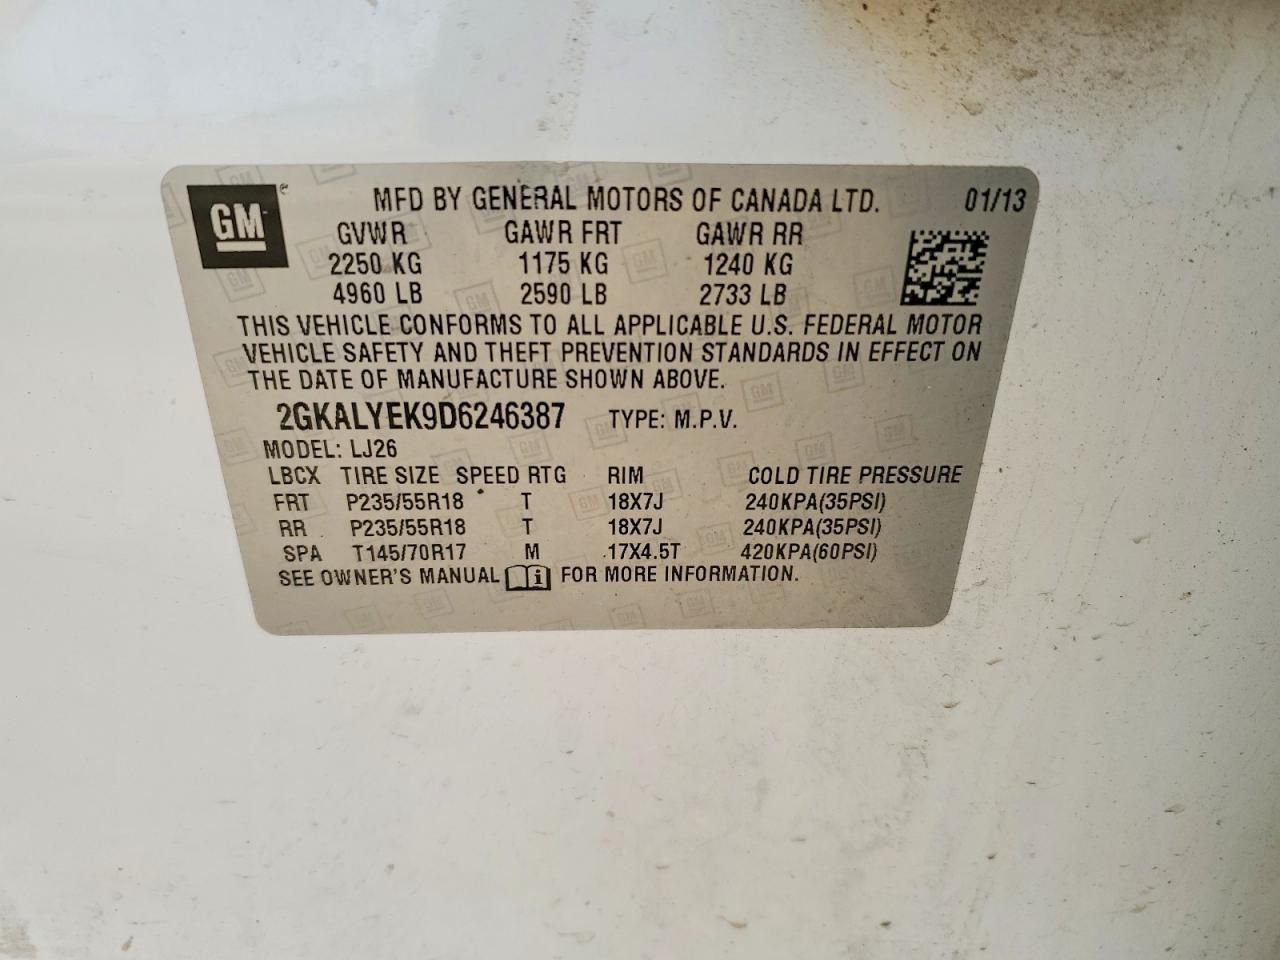 GM MFD BY GENERAL MOTORS OF CANADA LTD. 01/13
GVWR GAWR FRT GAWR RR
2250 KG 1175 KG 1240 KG
4960 LB 2590 LB 2733 LB
THIS VEHICLE CONFORMS TO ALL APPLICABLE U.S. FEDERAL MOTOR
VEHICLE SAFETY AND THEFT PREVENTION STANDARDS IN EFFECT ON
THE DATE OF MANUFACTURE SHOWN ABOVE.
2GKALYEK9D6246387 TYPE: M.P.V.
MODEL: LJ26
LBCX TIRE SIZE SPEED RTG RIM COLD TIRE PRESSURE
FRT P235/55R18 T 18X7J 240KPA(35PSI)
RR P235/55R18 T 18X7J 240KPA(35PSI)
SPA T145/70R17 M 17X4.5T 420KPA(60PSI)
SEE OWNER'S MANUAL FOR MORE INFORMATION.